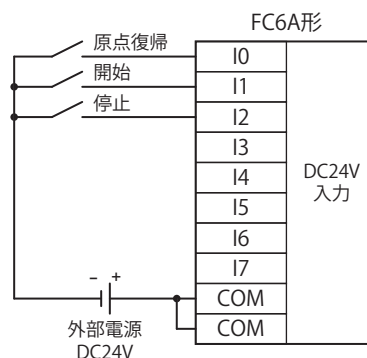 FC6A形
原点復帰
開始
停止
I0
I1
I2
I3
I4
I5
I6
I7
COM
COM
DC24V
入力
− +
外部電源
DC24V